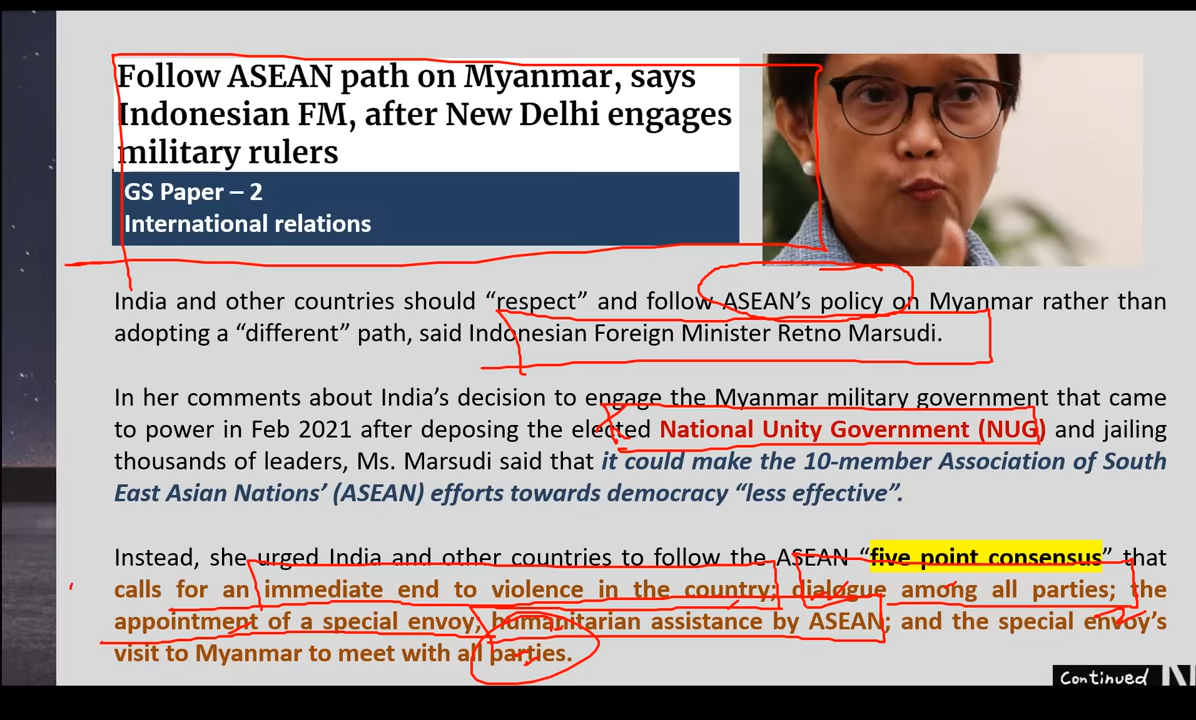 Follow ASEAN path on Myanmar, says
Indonesian FM, after New Delhi engages
military rulers
GS Paper – 2
International relations
India and other countries should “respect” and follow ASEAN’s policy on Myanmar rather than
adopting a “different” path, said Indonesian Foreign Minister Retno Marsudi.
In her comments about India’s decision to engage the Myanmar military government that came
to power in Feb 2021 after deposing the elected National Unity Government (NUG) and jailing
thousands of leaders, Ms. Marsudi said that it could make the 10-member Association of South
East Asian Nations’ (ASEAN) efforts towards democracy “less effective”.
Instead, she urged India and other countries to follow the ASEAN “five point consensus” that
calls for an immediate end to violence in the country; dialogue among all parties; the
appointment of a special envoy; humanitarian assistance by ASEAN; and the special envoy’s
visit to Myanmar to meet with all parties.
Continued